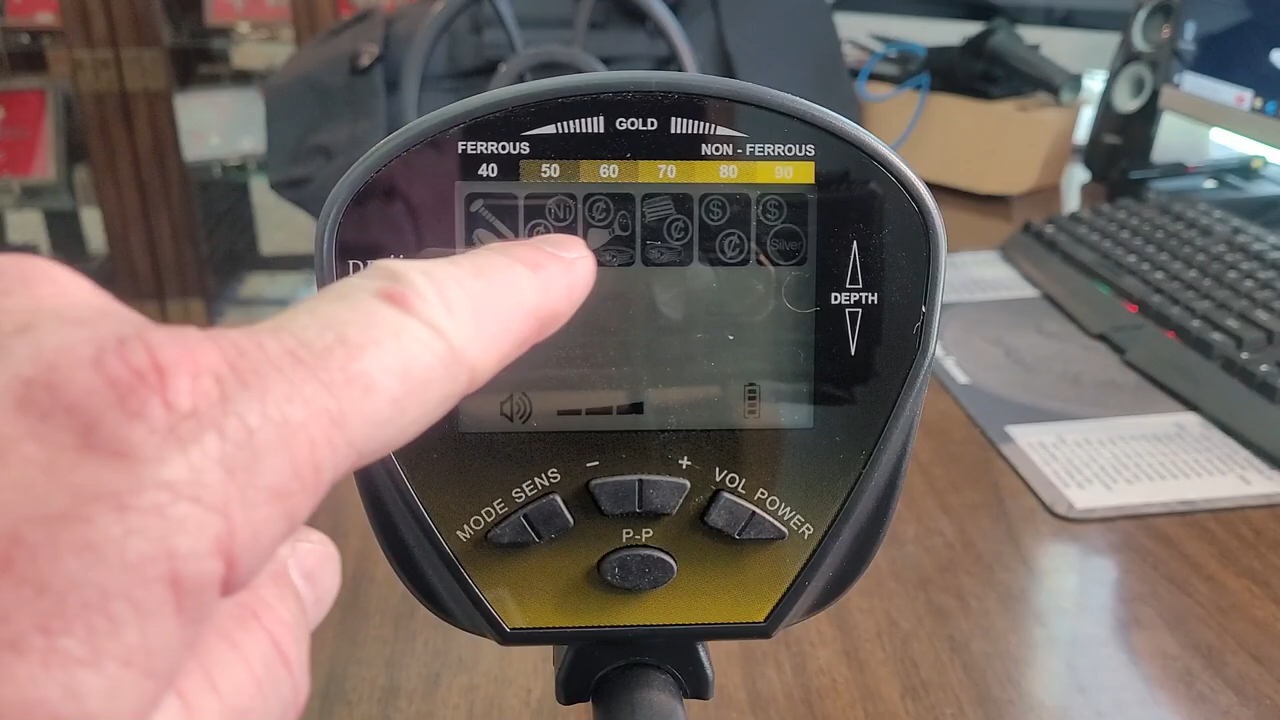 GOLD
FERROUS NON - FERROUS
40 50 60 70 80 90
Ni ¢ $ $
¢ ¢ Silver
DEPTH
- +
MODE SENS VOL POWER
P-P